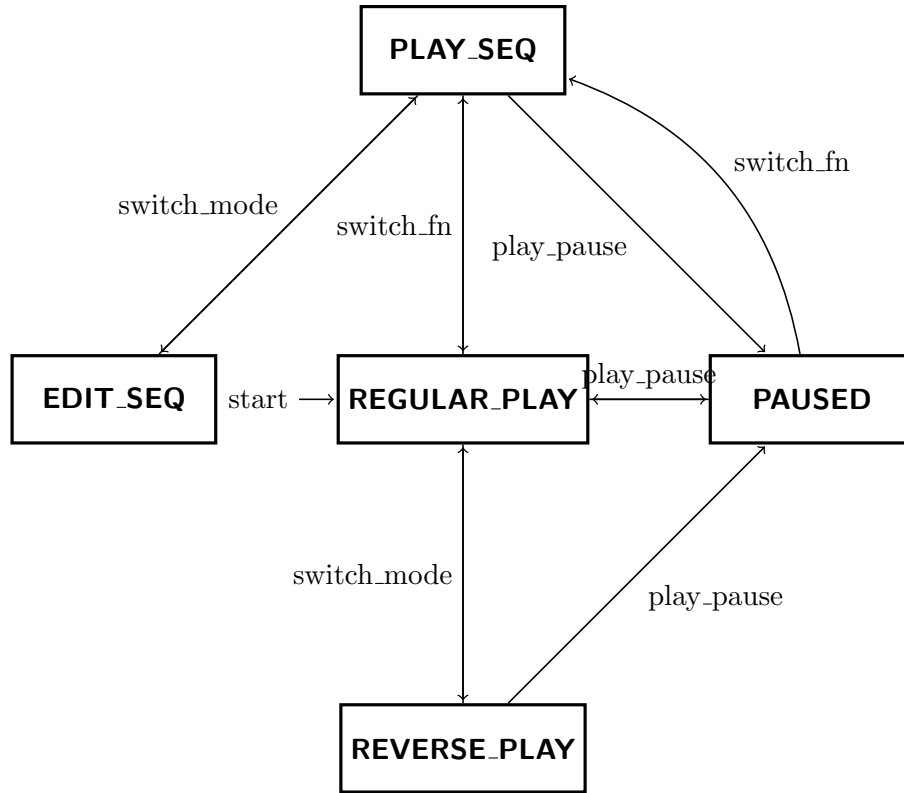 PLAY_SEQ
switch_fn
switch_mode
switch_fn
play_pause
play_pause
EDIT_SEQ
start
REGULAR_PLAY
PAUSED
switch_mode
play_pause
REVERSE_PLAY